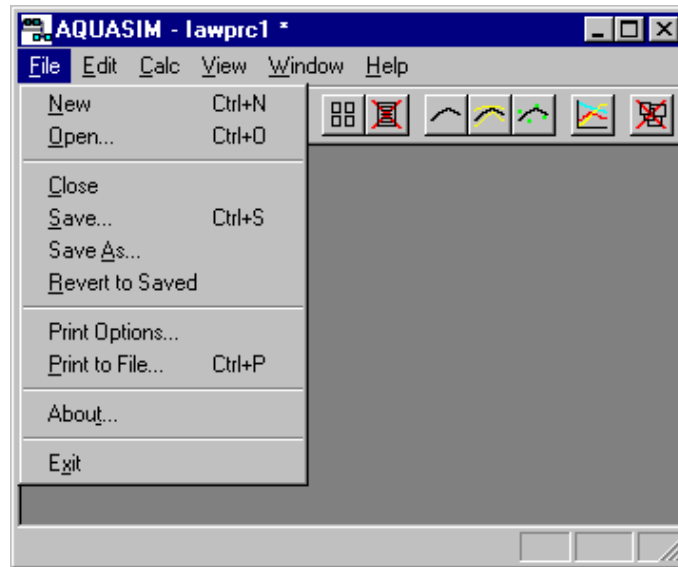 AQUASIM - lawprc1 *
File Edit Calc View Window Help
New Ctrl+N
Open... Ctrl+O
Close
Save... Ctrl+S
Save As...
Revert to Saved
Print Options...
Print to File... Ctrl+P
About...
Exit